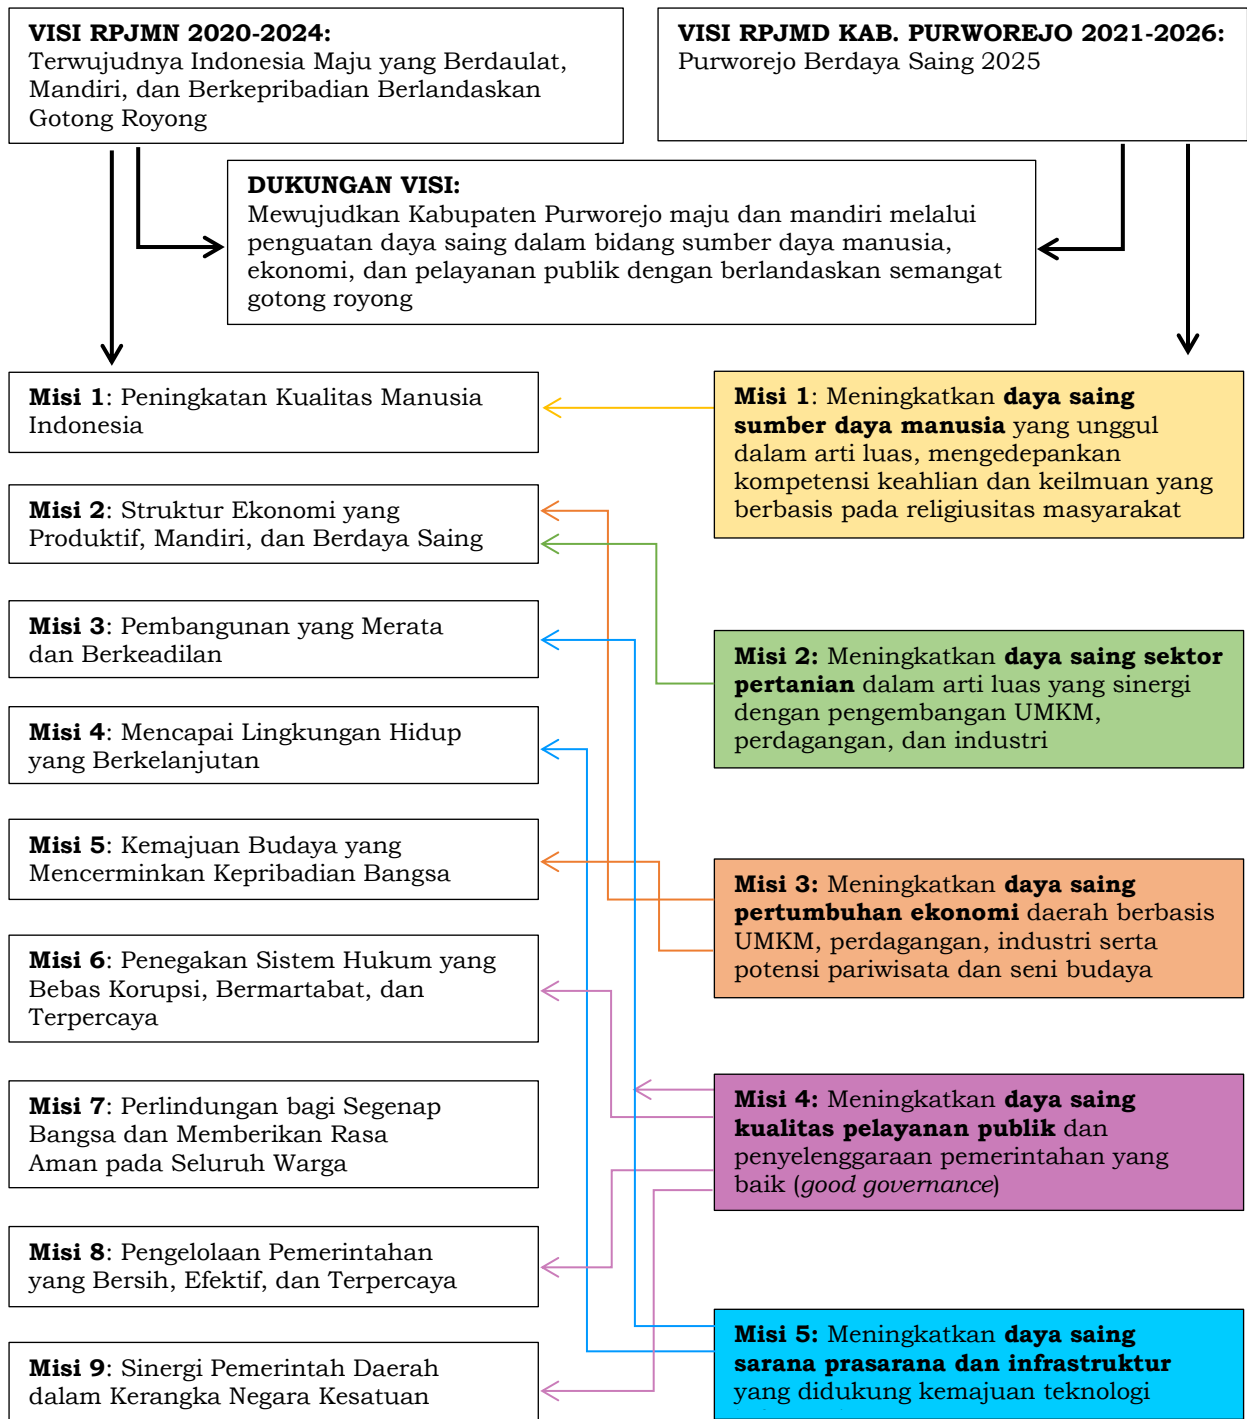 VISI RPJMN 2020-2024:
Terwujudnya Indonesia Maju yang Berdaulat,
Mandiri, dan Berkepribadian Berlandaskan
Gotong Royong
VISI RPJMD KAB. PURWOREJO 2021-2026:
Purworejo Berdaya Saing 2025
DUKUNGAN VISI:
Mewujudkan Kabupaten Purworejo maju dan mandiri melalui
penguatan daya saing dalam bidang sumber daya manusia,
ekonomi, dan pelayanan publik dengan berlandaskan semangat
gotong royong
Misi 1: Peningkatan Kualitas Manusia
Indonesia
Misi 2: Struktur Ekonomi yang
Produktif, Mandiri, dan Berdaya Saing
Misi 3: Pembangunan yang Merata
dan Berkeadilan
Misi 4: Mencapai Lingkungan Hidup
yang Berkelanjutan
Misi 5: Kemajuan Budaya yang
Mencerminkan Kepribadian Bangsa
Misi 6: Penegakan Sistem Hukum yang
Bebas Korupsi, Bermartabat, dan
Terpercaya
Misi 7: Perlindungan bagi Segenap
Bangsa dan Memberikan Rasa
Aman pada Seluruh Warga
Misi 8: Pengelolaan Pemerintahan
yang Bersih, Efektif, dan Terpercaya
Misi 9: Sinergi Pemerintah Daerah
dalam Kerangka Negara Kesatuan
Misi 1: Meningkatkan daya saing
sumber daya manusia yang unggul
dalam arti luas, mengedepankan
kompetensi keahlian dan keilmuan yang
berbasis pada religiusitas masyarakat
Misi 2: Meningkatkan daya saing sektor
pertanian dalam arti luas yang sinergi
dengan pengembangan UMKM,
perdagangan, dan industri
Misi 3: Meningkatkan daya saing
pertumbuhan ekonomi daerah berbasis
UMKM, perdagangan, industri serta
potensi pariwisata dan seni budaya
Misi 4: Meningkatkan daya saing
kualitas pelayanan publik dan
penyelenggaraan pemerintahan yang
baik (good governance)
Misi 5: Meningkatkan daya saing
sarana prasarana dan infrastruktur
yang didukung kemajuan teknologi